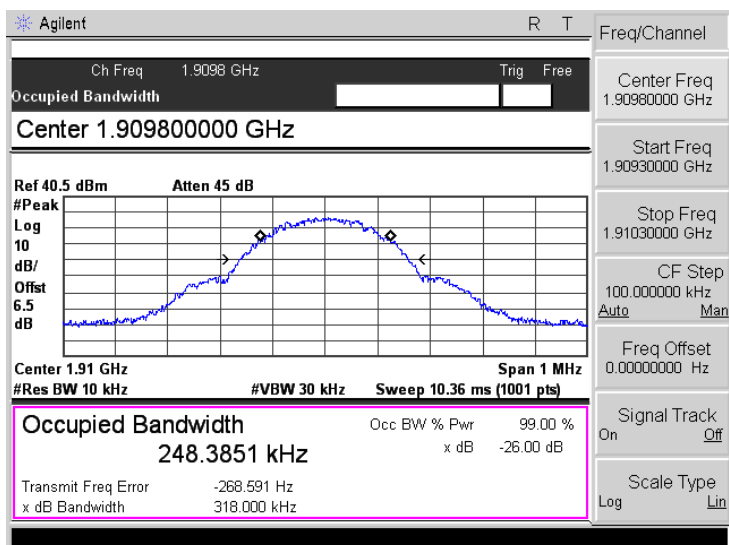 Agilent R T
Freq/Channel
Ch Freq 1.9098 GHz Trig Free
Occupied Bandwidth
Center 1.909800000 GHz
Ref 40.5 dBm Atten 45 dB
#Peak
Log
10
dB/
Offst
6.5
dB
Center 1.91 GHz Span 1 MHz
#Res BW 10 kHz #VBW 30 kHz Sweep 10.36 ms (1001 pts)
Occupied Bandwidth
248.3851 kHz
Occ BW % Pwr 99.00 %
x dB -26.00 dB
Transmit Freq Error -268.591 Hz
x dB Bandwidth 318.000 kHz
Center Freq
1.90980000 GHz
Start Freq
1.90930000 GHz
Stop Freq
1.91030000 GHz
CF Step
100.000000 kHz
Auto Man
Freq Offset
0.00000000 Hz
Signal Track
On Off
Scale Type
Log Lin